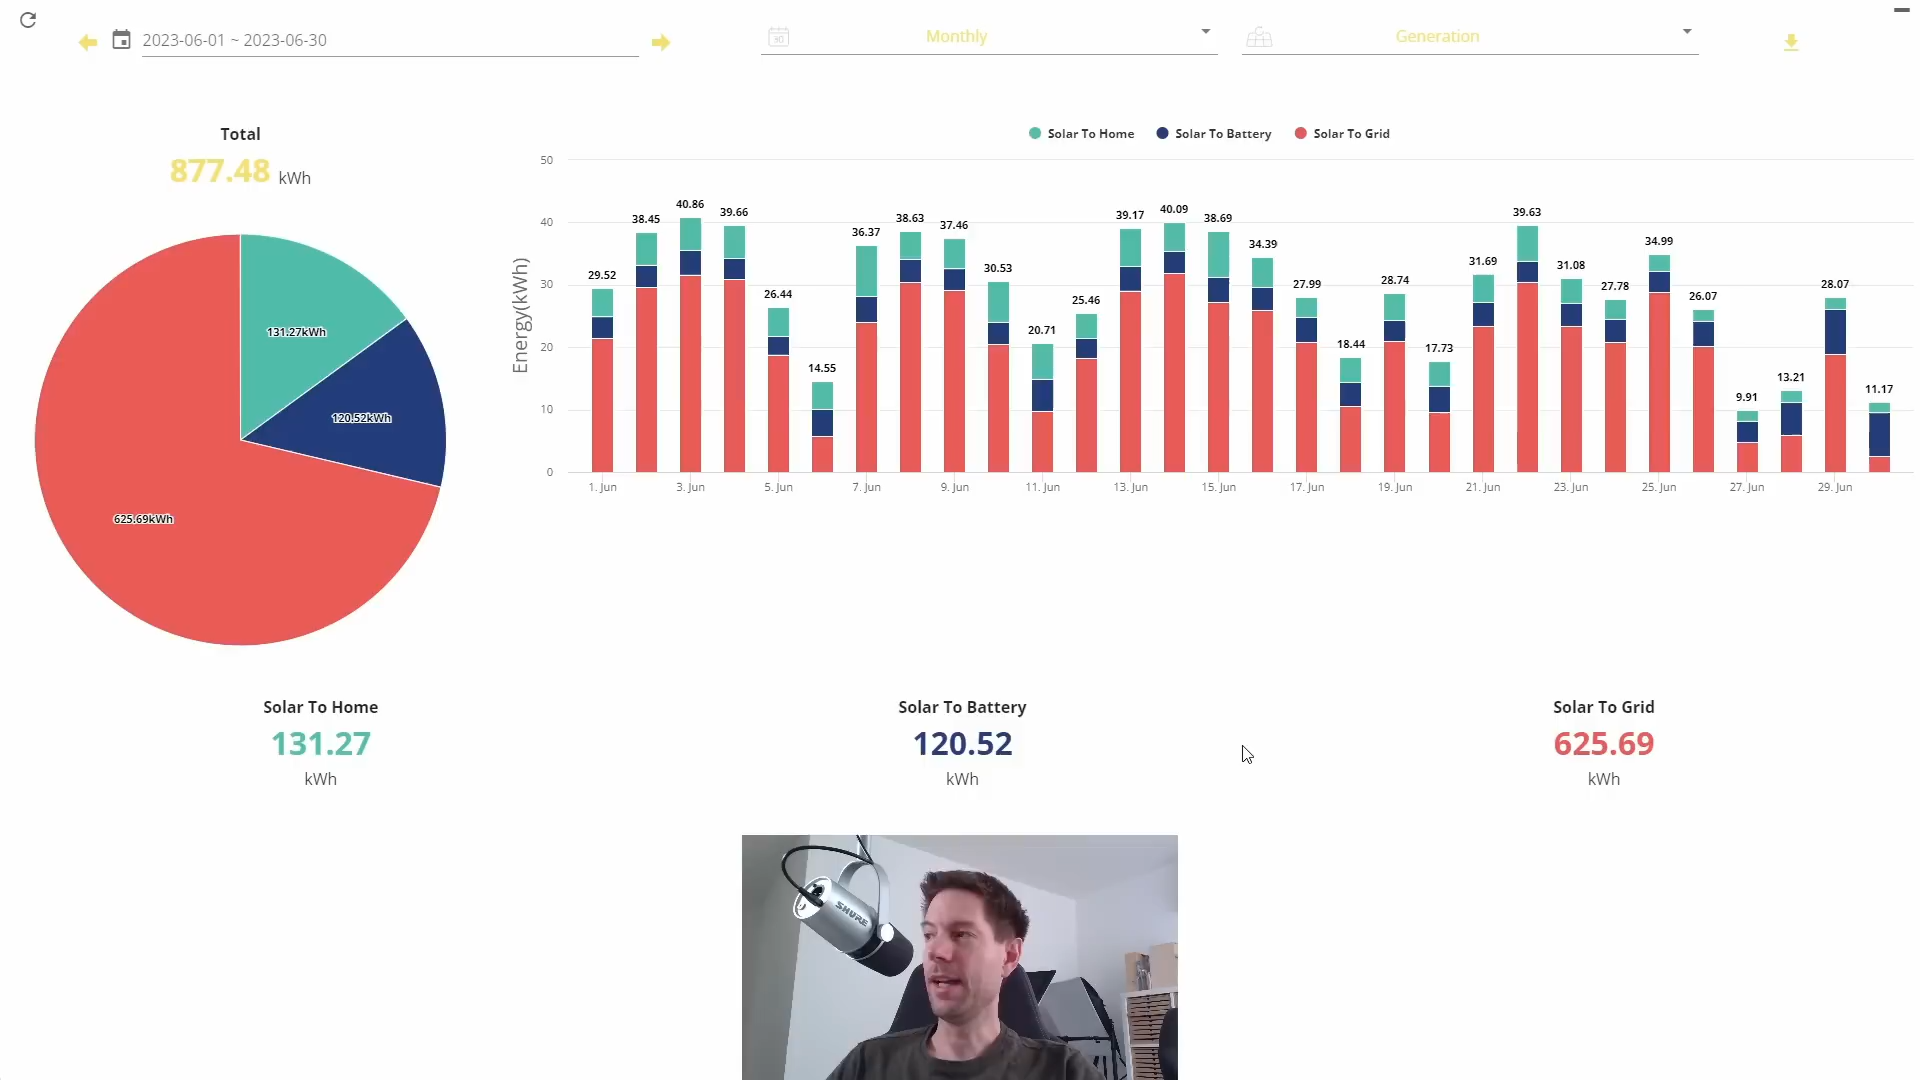 2023-06-01 ~ 2023-06-30
Monthly
Generation
Total
877.48 kWh
131.27kWh
120.52kWh
625.69kWh
Solar To Home
Solar To Battery
Solar To Grid
Energy(kWh)
50
40
30
20
10
0
29.52
38.45
40.86
39.66
26.44
14.55
36.37
38.63
37.46
30.53
20.71
25.46
39.17
40.09
38.69
34.39
27.99
18.44
28.74
17.73
31.69
39.63
31.08
27.78
34.99
26.07
9.91
13.21
28.07
11.17
1. Jun
3. Jun
5. Jun
7. Jun
9. Jun
11. Jun
13. Jun
15. Jun
17. Jun
19. Jun
21. Jun
23. Jun
25. Jun
27. Jun
29. Jun
Solar To Home
131.27
kWh
Solar To Battery
120.52
kWh
Solar To Grid
625.69
kWh
SHURE